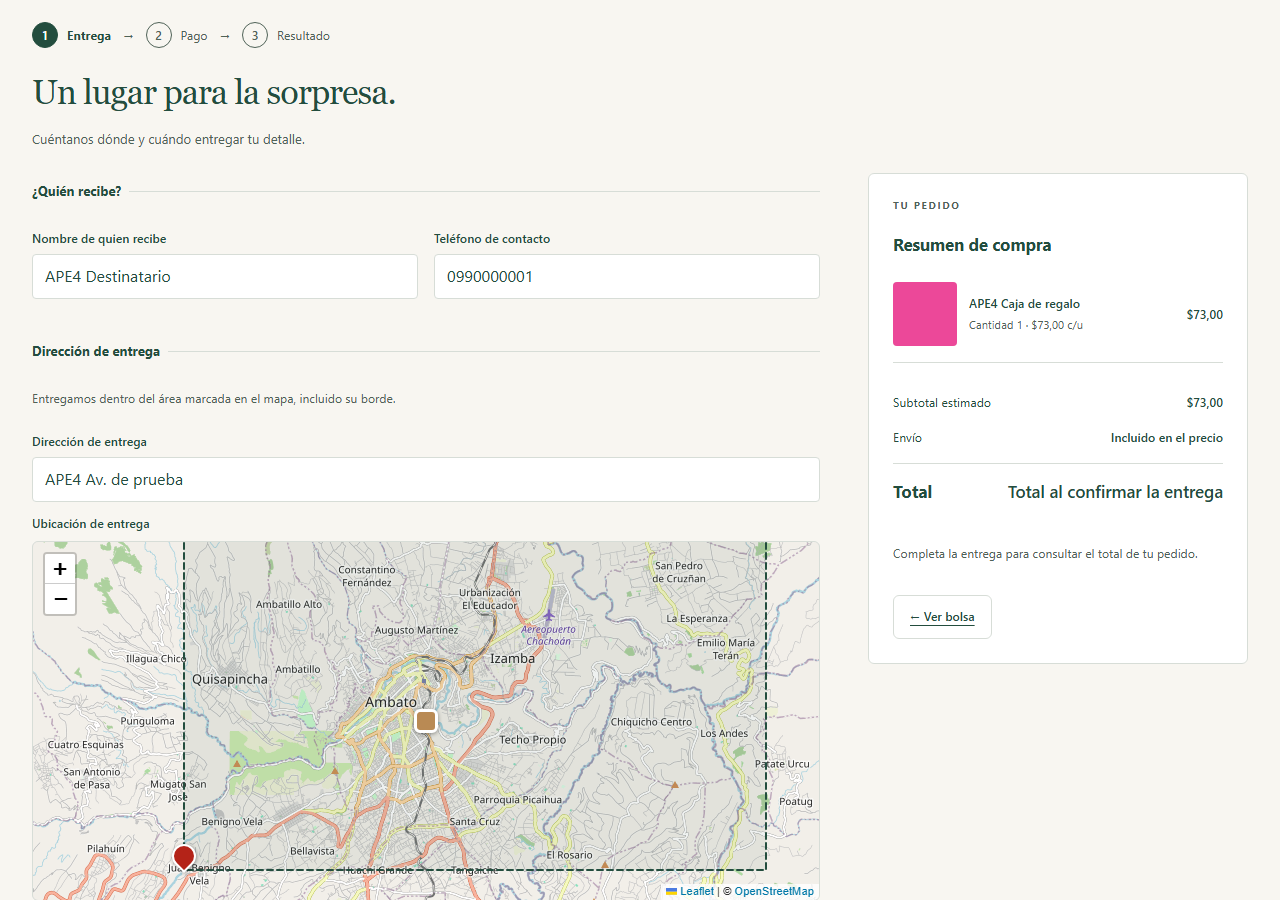 1 Entrega → 2 Pago → 3 Resultado
Un lugar para la sorpresa.
Cuéntanos dónde y cuándo entregar tu detalle.
¿Quién recibe?
Nombre de quien recibe
Teléfono de contacto
APE4 Destinatario
0990000001
Dirección de entrega
Entregamos dentro del área marcada en el mapa, incluido su borde.
Dirección de entrega
APE4 Av. de prueba
Ubicación de entrega
+
−
Constantino
Fernández
San Pedro
de Cruzñan
Urbanización
El Educador
Ambatillo Alto
La Esperanza
Augusto Martínez
Aereopuerto
Chachoán
Emilio María
Terán
Illagua Chico
Izamba
Ambatillo
Quisapincha
Ambato
Punguloma
Chiquicho Centro
Los Andes
Cuatro Esquinas
Techo Propio
San Antonio
de Pasa
Patate Urcu
Mugato San
José
Parroquia Picaihua
Poatug
Benigno Vela
Santa Cruz
Pilahuín
Bellavista
El Rosario
Juan Benigno
Vela
Huachi Grande
Tangaiche
Leaflet | © OpenStreetMap
TU PEDIDO
Resumen de compra
APE4 Caja de regalo
Cantidad 1 · $73,00 c/u
$73,00
Subtotal estimado $73,00
Envío Incluido en el precio
Total Total al confirmar la entrega
Completa la entrega para consultar el total de tu pedido.
← Ver bolsa